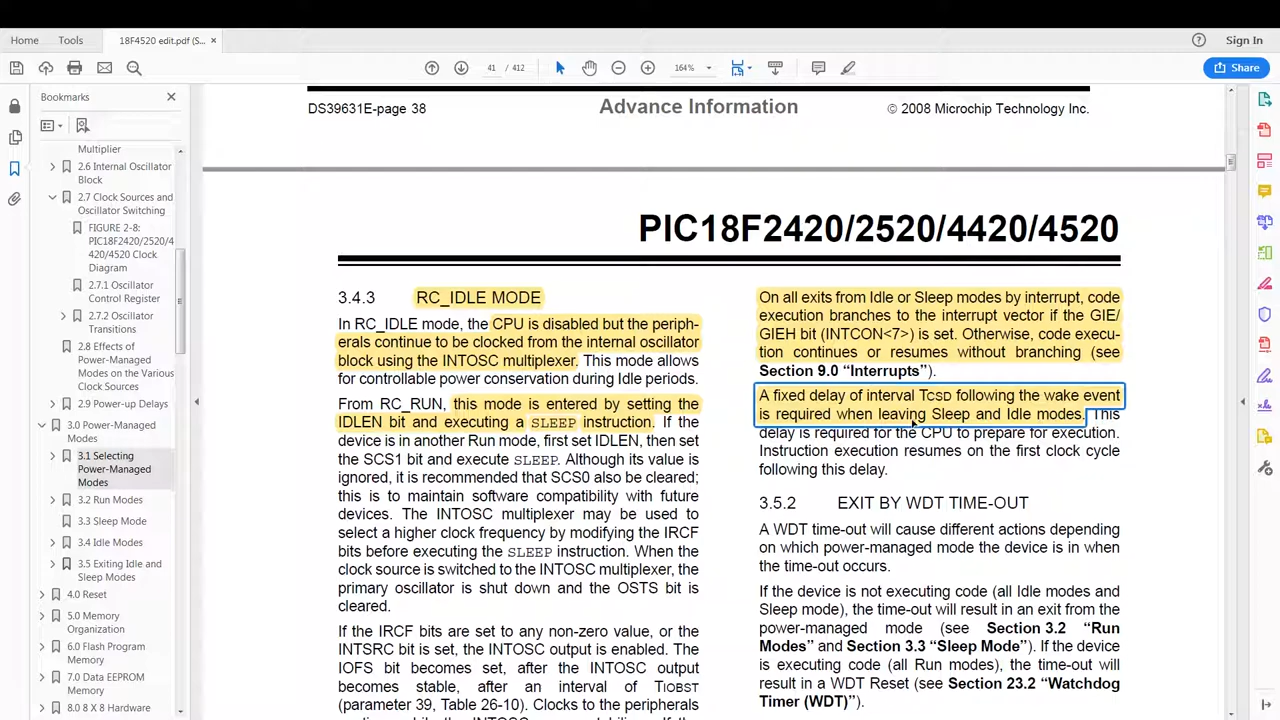 Home
Tools
18F4520 edit.pdf (S...
Sign In
41 / 412
164%
Share
Bookmarks
Multiplier
2.6 Internal Oscillator
Block
2.7 Clock Sources and
Oscillator Switching
FIGURE 2-8:
PIC18F2420/2520/4
420/4520 Clock
Diagram
2.7.1 Oscillator
Control Register
2.7.2 Oscillator
Transitions
2.8 Effects of
Power-Managed
Modes on the Various
Clock Sources
2.9 Power-up Delays
3.0 Power-Managed
Modes
3.1 Selecting
Power-Managed
Modes
3.2 Run Modes
3.3 Sleep Mode
3.4 Idle Modes
3.5 Exiting Idle and
Sleep Modes
4.0 Reset
5.0 Memory
Organization
6.0 Flash Program
Memory
7.0 Data EEPROM
Memory
8.0 8 X 8 Hardware
DS39631E-page 38
Advance Information
© 2008 Microchip Technology Inc.
PIC18F2420/2520/4420/4520
3.4.3 RC_IDLE MODE
In RC_IDLE mode, the CPU is disabled but the periph-
erals continue to be clocked from the internal oscillator
block using the INTOSC multiplexer. This mode allows
for controllable power conservation during Idle periods.
From RC_RUN, this mode is entered by setting the
IDLEN bit and executing a SLEEP instruction. If the
device is in another Run mode, first set IDLEN, then set
the SCS1 bit and execute SLEEP. Although its value is
ignored, it is recommended that SCS0 also be cleared;
this is to maintain software compatibility with future
devices. The INTOSC multiplexer may be used to
select a higher clock frequency by modifying the IRCF
bits before executing the SLEEP instruction. When the
clock source is switched to the INTOSC multiplexer, the
primary oscillator is shut down and the OSTS bit is
cleared.
If the IRCF bits are set to any non-zero value, or the
INTSRC bit is set, the INTOSC output is enabled. The
IOFS bit becomes set, after the INTOSC output
becomes stable, after an interval of TIOBST
(parameter 39, Table 26-10). Clocks to the peripherals
On all exits from Idle or Sleep modes by interrupt, code
execution branches to the interrupt vector if the GIE/
GIEH bit (INTCON<7>) is set. Otherwise, code execu-
tion continues or resumes without branching (see
Section 9.0 “Interrupts”).
A fixed delay of interval TCSD following the wake event
is required when leaving Sleep and Idle modes. This
delay is required for the CPU to prepare for execution.
Instruction execution resumes on the first clock cycle
following this delay.
3.5.2 EXIT BY WDT TIME-OUT
A WDT time-out will cause different actions depending
on which power-managed mode the device is in when
the time-out occurs.
If the device is not executing code (all Idle modes and
Sleep mode), the time-out will result in an exit from the
power-managed mode (see Section 3.2 “Run
Modes” and Section 3.3 “Sleep Mode”). If the device
is executing code (all Run modes), the time-out will
result in a WDT Reset (see Section 23.2 “Watchdog
Timer (WDT)”).